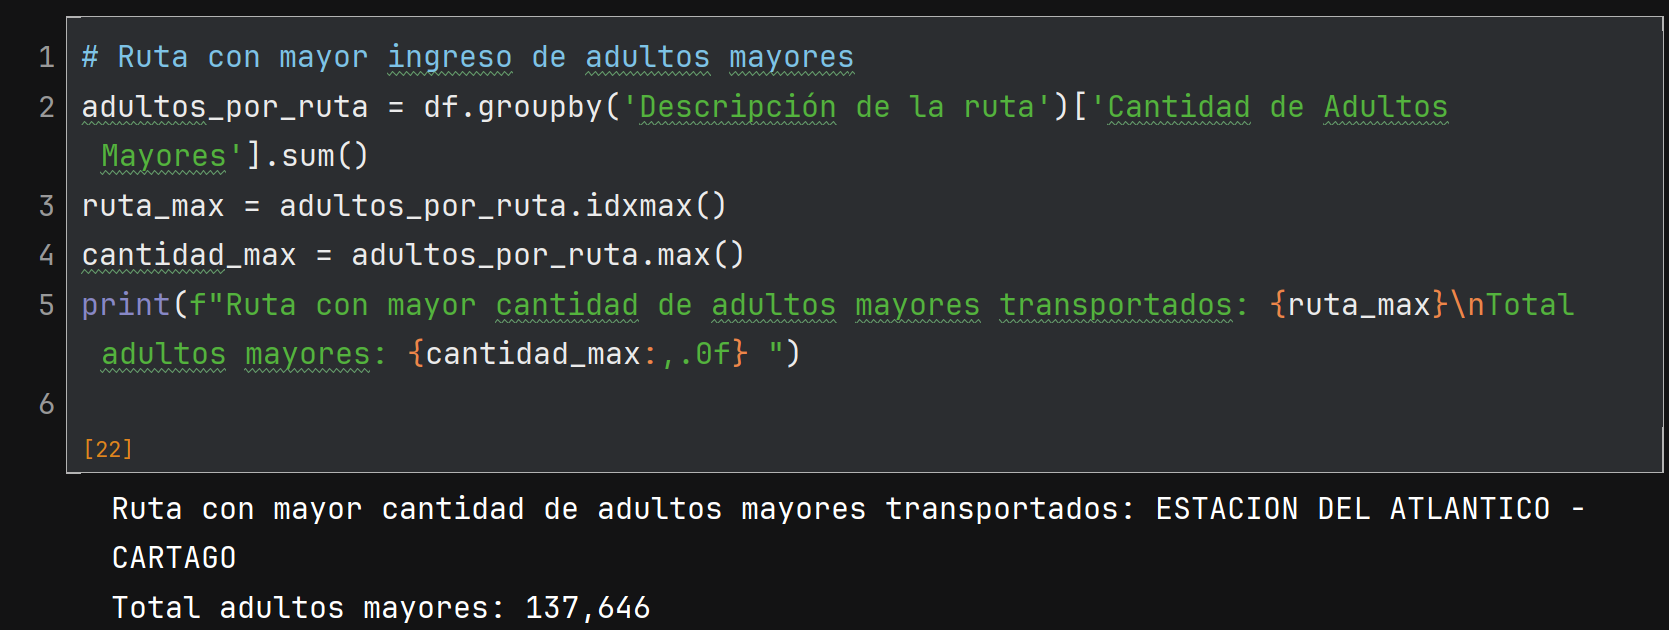 1 # Ruta con mayor ingreso de adultos mayores
2 adultos_por_ruta = df.groupby('Descripción de la ruta')['Cantidad de Adultos
Mayores'].sum()
3 ruta_max = adultos_por_ruta.idxmax()
4 cantidad_max = adultos_por_ruta.max()
5 print(f"Ruta con mayor cantidad de adultos mayores transportados: {ruta_max}\nTotal
adultos mayores: {cantidad_max:,.0f} ")
6
[22]
Ruta con mayor cantidad de adultos mayores transportados: ESTACION DEL ATLANTICO -
CARTAGO
Total adultos mayores: 137,646